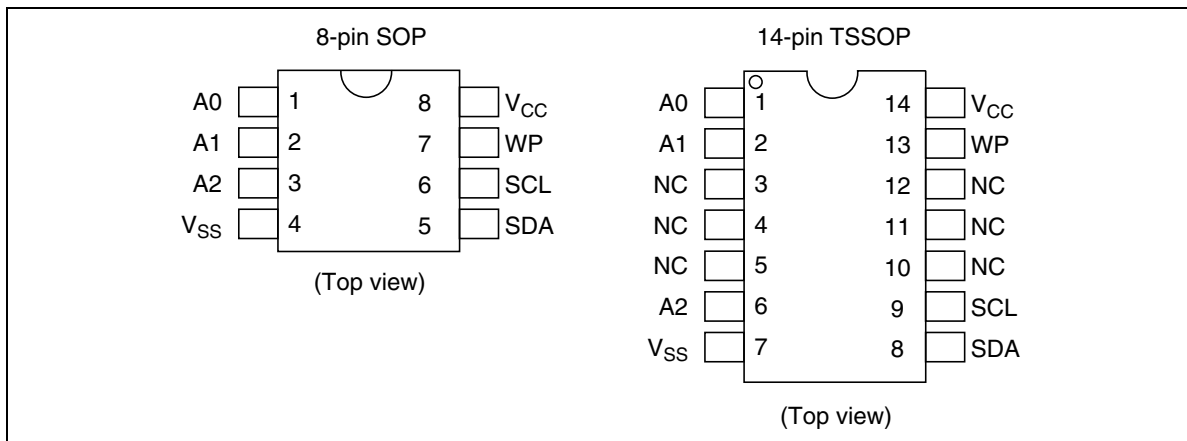 8-pin SOP
A0 1 8 VCC
A1 2 7 WP
A2 3 6 SCL
VSS 4 5 SDA
(Top view)
14-pin TSSOP
A0 1 14 VCC
A1 2 13 WP
NC 3 12 NC
NC 4 11 NC
NC 5 10 NC
A2 6 9 SCL
VSS 7 8 SDA
(Top view)